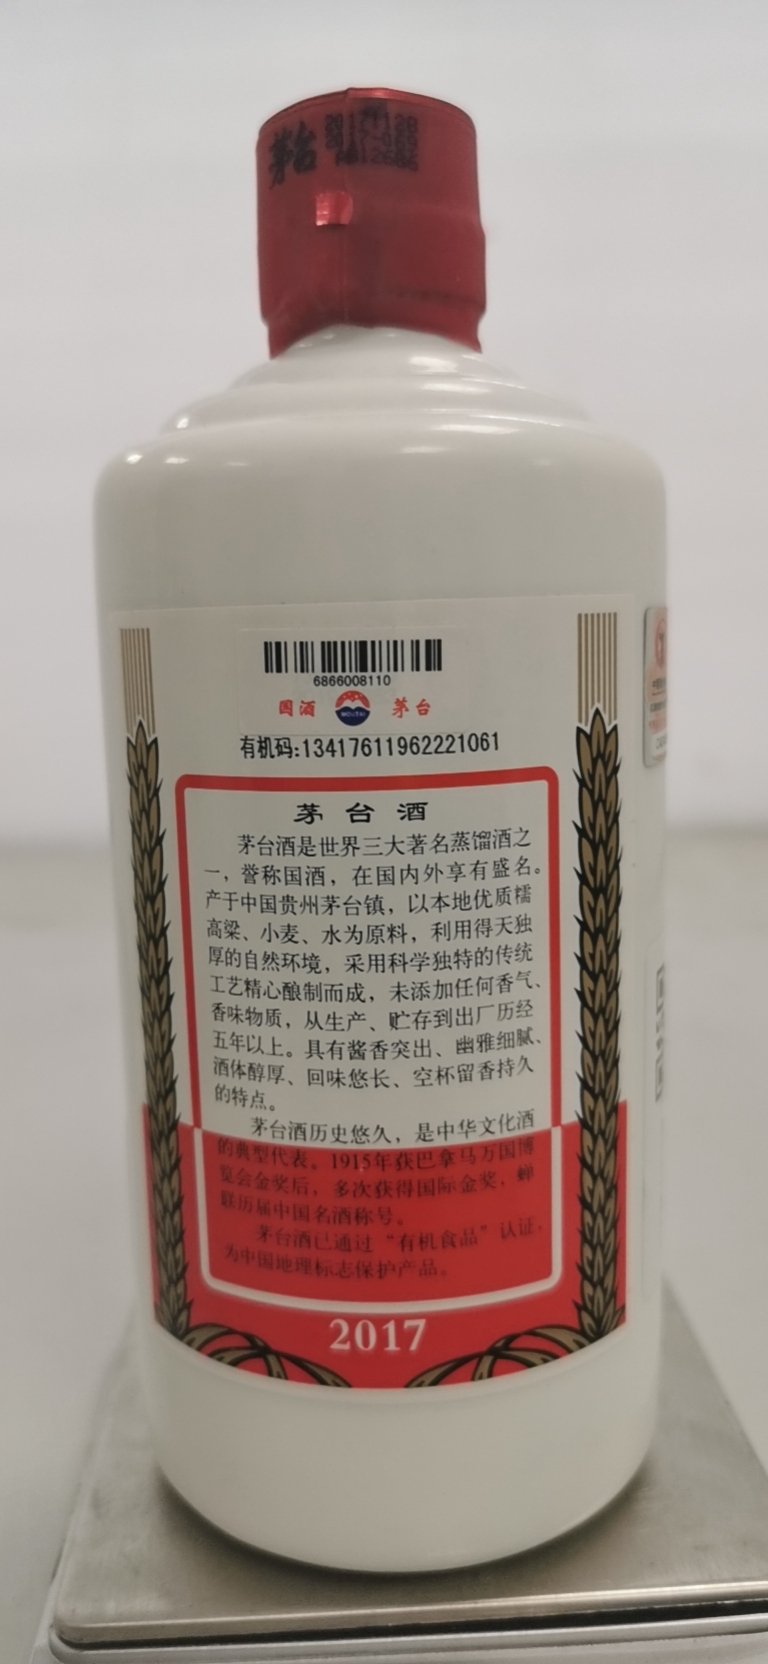 茅台
6866008110
国酒 MOUTAI 茅台
有机码:13417611962221061
茅台酒
茅台酒是世界三大著名蒸馏酒之
一，誉称国酒，在国内外享有盛名。
产于中国贵州茅台镇，以本地优质糯
高粱、小麦、水为原料，利用得天独
厚的自然环境，采用科学独特的传统
工艺精心酿制而成，未添加任何香气、
香味物质，从生产、贮存到出厂历经
五年以上。具有酱香突出、幽雅细腻、
酒体醇厚、回味悠长、空杯留香持久
的特点。
茅台酒历史悠久，是中华文化酒
的典型代表。1915年获巴拿马万国博
览会金奖后，多次获得国际金奖，蝉
联历届中国名酒称号。
茅台酒已通过“有机食品”认证，
为中国地理标志保护产品。
2017